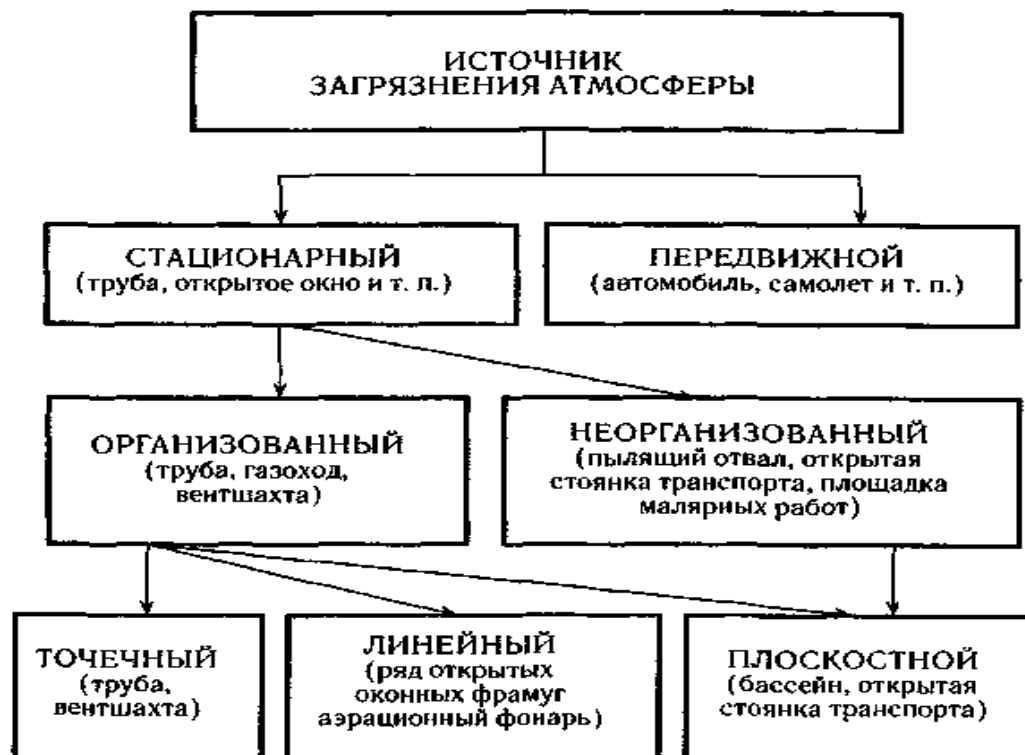 ИСТОЧНИК
ЗАГРЯЗНЕНИЯ АТМОСФЕРЫ
СТАЦИОНАРНЫЙ
(труба, открытое окно и т. п.)
ПЕРЕДВИЖНОЙ
(автомобиль, самолет и т. п.)
ОРГАНИЗОВАННЫЙ
(труба, газоход,
вентшахта)
НЕОРГАНИЗОВАННЫЙ
(пылящий отвал, открытая
стоянка транспорта, площадка
малярных работ)
ТОЧЕЧНЫЙ
(труба,
вентшахта)
ЛИНЕЙНЫЙ
(ряд открытых
оконных фрамуг
аэрационный фонарь)
ПЛОСКОСТНОЙ
(бассейн, открытая
стоянка транспорта)